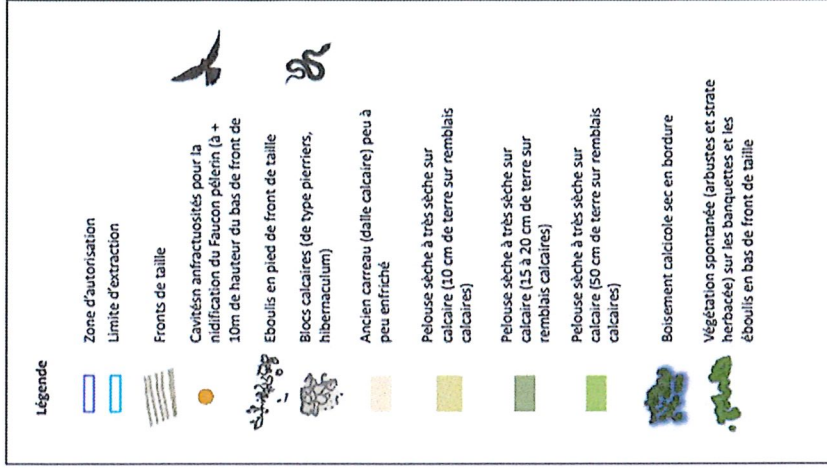 Légende
Zone d'autorisation
Limite d'extraction
Fronts de taille
Cavitésn anfractuosités pour la
nidification du Faucon pélerin (à +
10m de hauteur du bas de front de
Eboulis en pied de front de taille
Blocs calcaires (de type pierriers,
hibernaculum)
Ancien carreau (dalle calcaire) peu à
peu enfriché
Pelouse sèche à très sèche sur
calcaire (10 cm de terre sur remblais
calcaires)
Pelouse sèche à très sèche sur
calcaire (15 à 20 cm de terre sur
remblais calcaires)
Pelouse sèche à très sèche sur
calcaire (50 cm de terre sur remblais
calcaires)
Boisement calcicole sec en bordure
Végétation spontanée (arbustes et strate
herbacée) sur les banquettes et les
éboulis en bas de front de taille